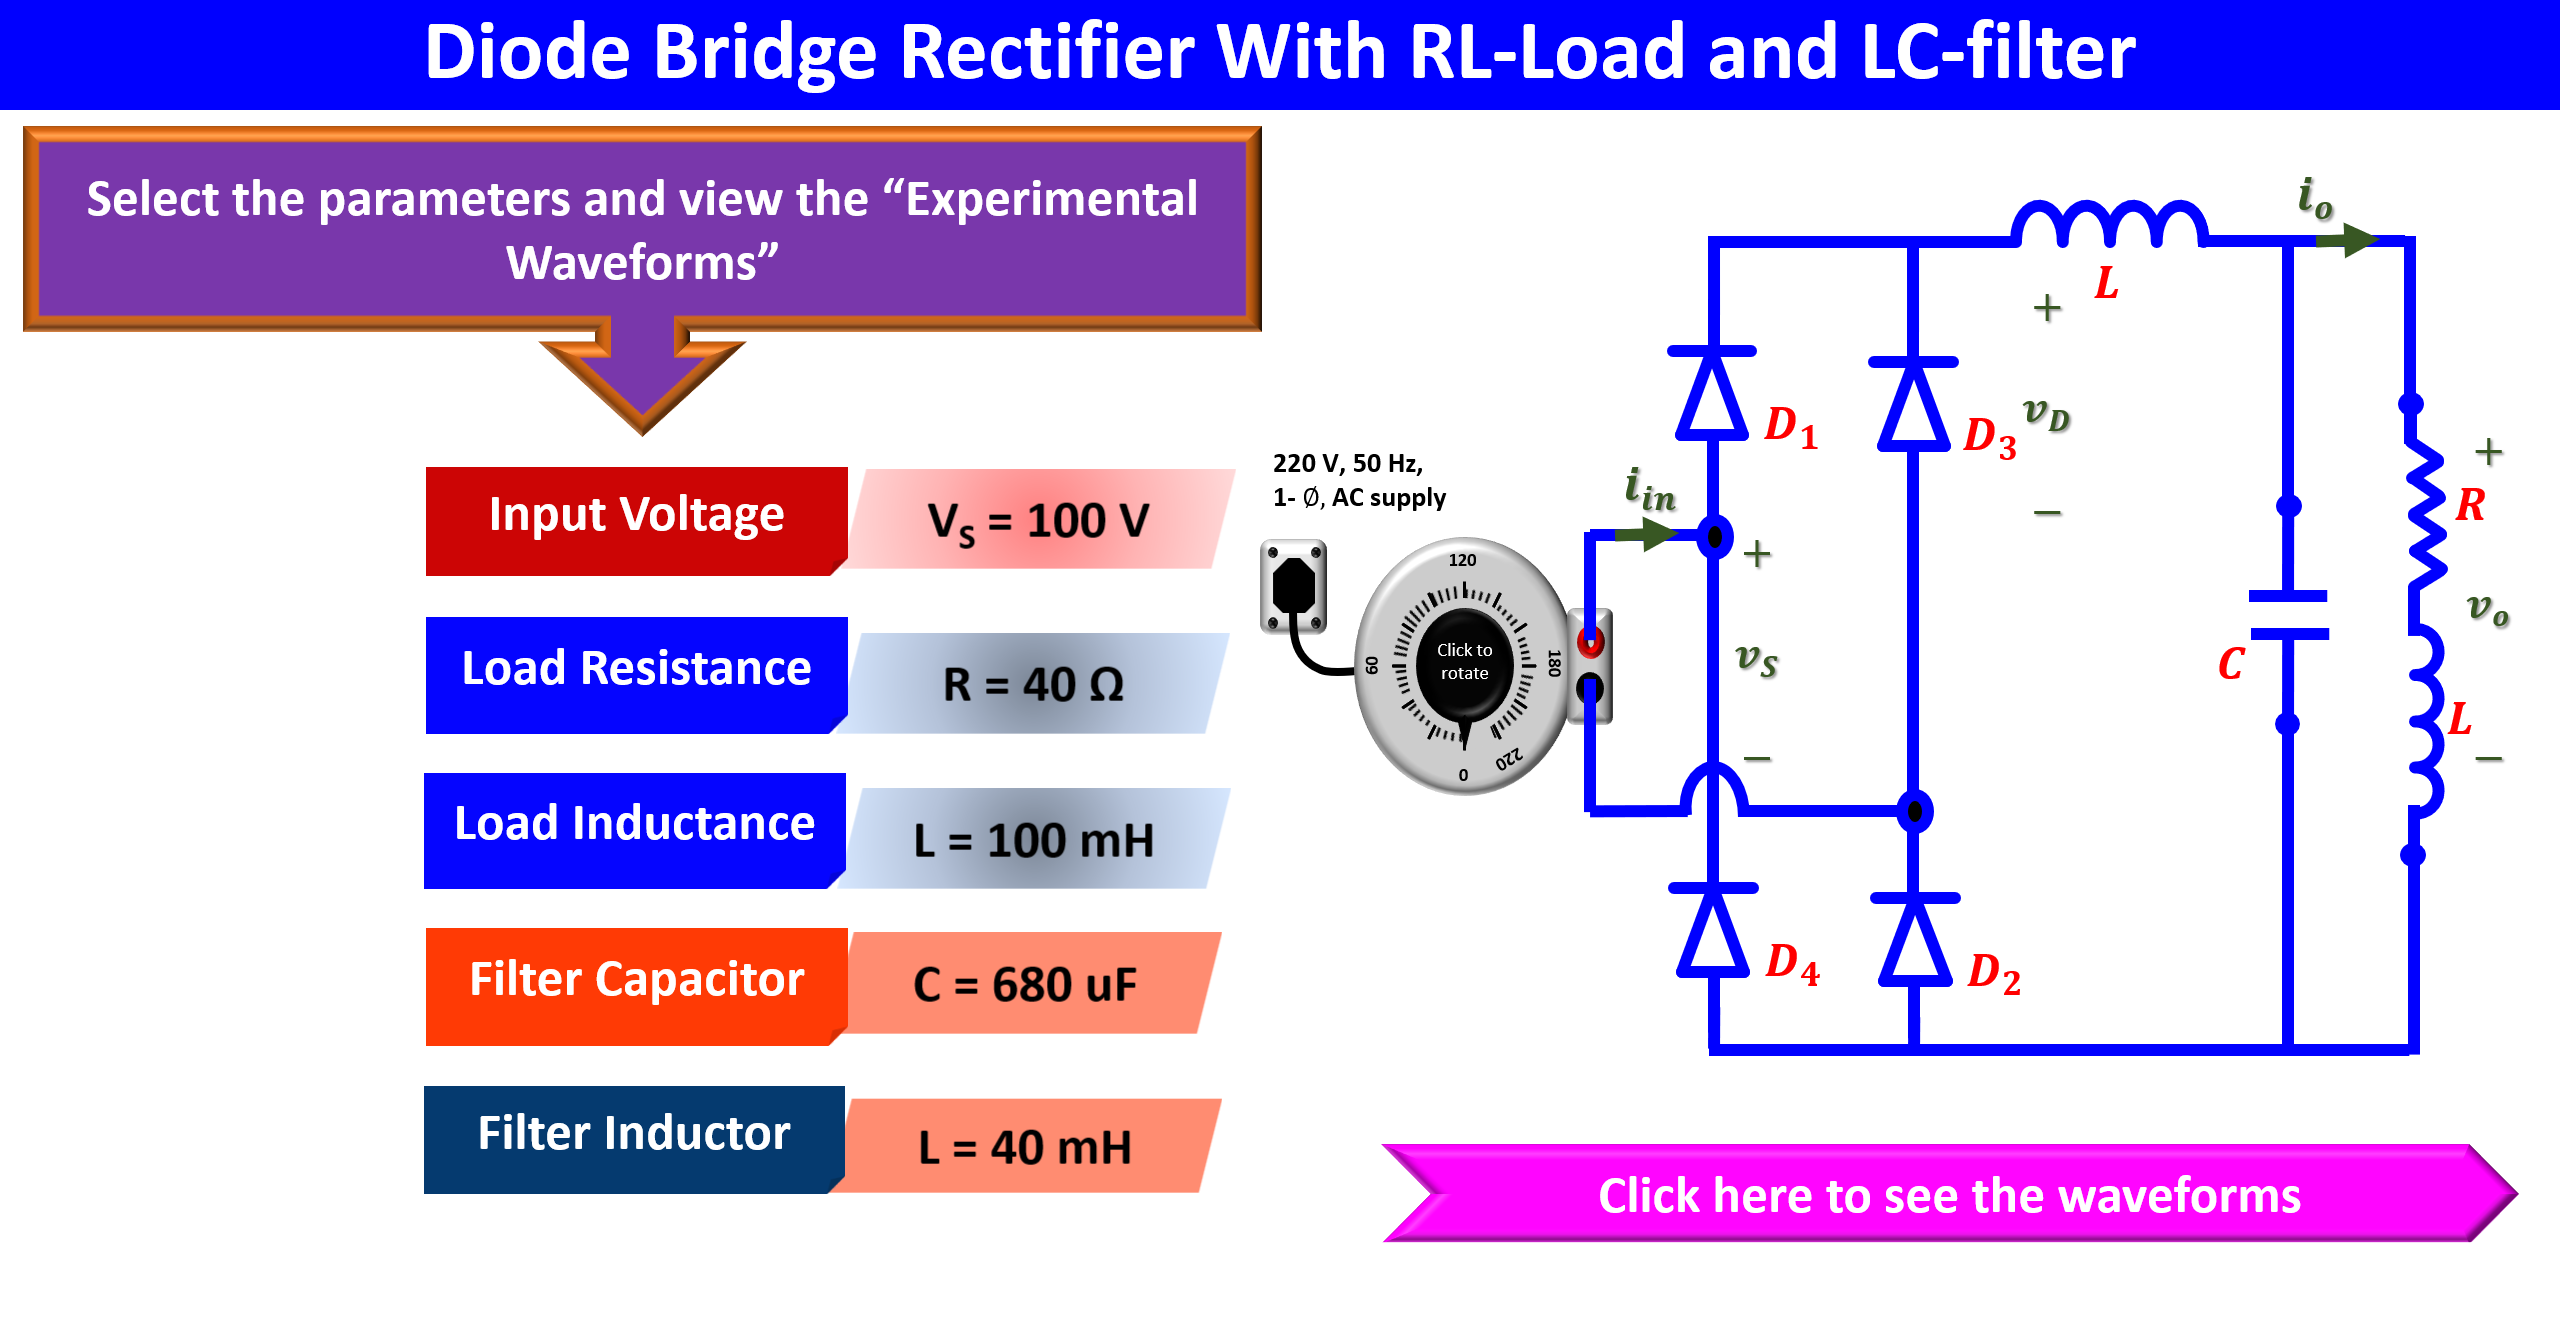 Diode Bridge Rectifier With RL-Load and LC-filter
Select the parameters and view the “Experimental
Waveforms”
Input Voltage
V_S = 100 V
Load Resistance
R = 40 Ω
Load Inductance
L = 100 mH
Filter Capacitor
C = 680 uF
Filter Inductor
L = 40 mH
220 V, 50 Hz,
1- ∅, AC supply
120
60
180
Click to
rotate
0
220
i_in
+
v_S
−
D_1
D_3
D_4
D_2
L
+
v_D
−
i_o
C
+
R
v_o
L
−
Click here to see the waveforms